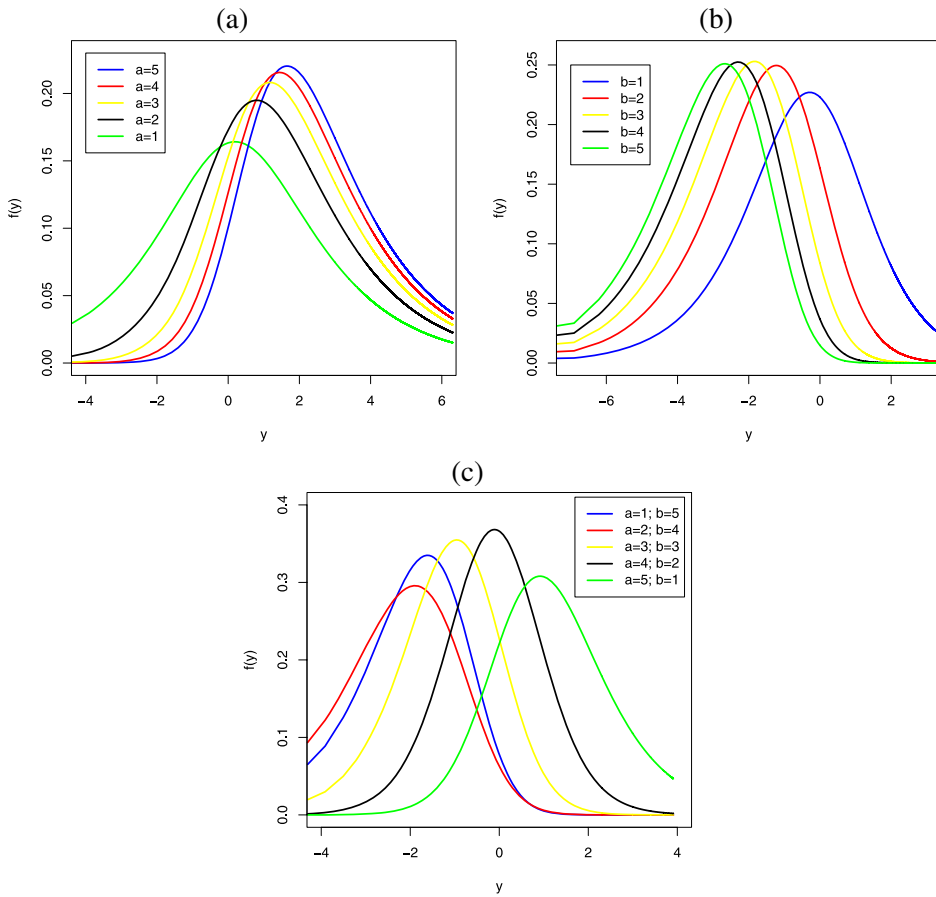 (a)
a=5
a=4
a=3
a=2
a=1
f(y)
0.00 0.05 0.10 0.15 0.20
−4 −2 0 2 4 6
y
(b)
b=1
b=2
b=3
b=4
b=5
f(y)
0.00 0.05 0.10 0.15 0.20 0.25
−6 −4 −2 0 2
y
(c)
a=1; b=5
a=2; b=4
a=3; b=3
a=4; b=2
a=5; b=1
f(y)
0.0 0.1 0.2 0.3 0.4
−4 −2 0 2 4
y